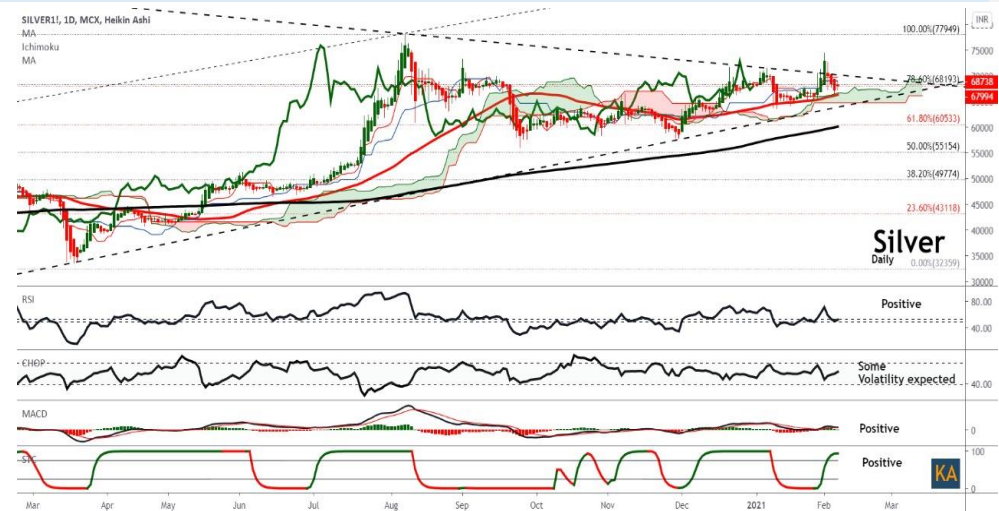 SILVER1!, 1D, MCX, Heikin Ashi
MA
Ichimoku
MA
INR
100.00%(77949)
75000
70000
78.60%(68193)
68738
67994
61.80%(60533)
60000
50.00%(55154)
55000
38.20%(49774)
50000
45000
23.60%(43118)
40000
Silver
Daily
35000
0.00%(32359)
30000
RSI
Positive
80.00
40.00
CHOP
Some
Volatility expected
40.00
MACD
Positive
0
STC
Positive
100
0
KA
Mar Apr May Jun Jul Aug Sep Oct Nov Dec 2021 Feb Mar